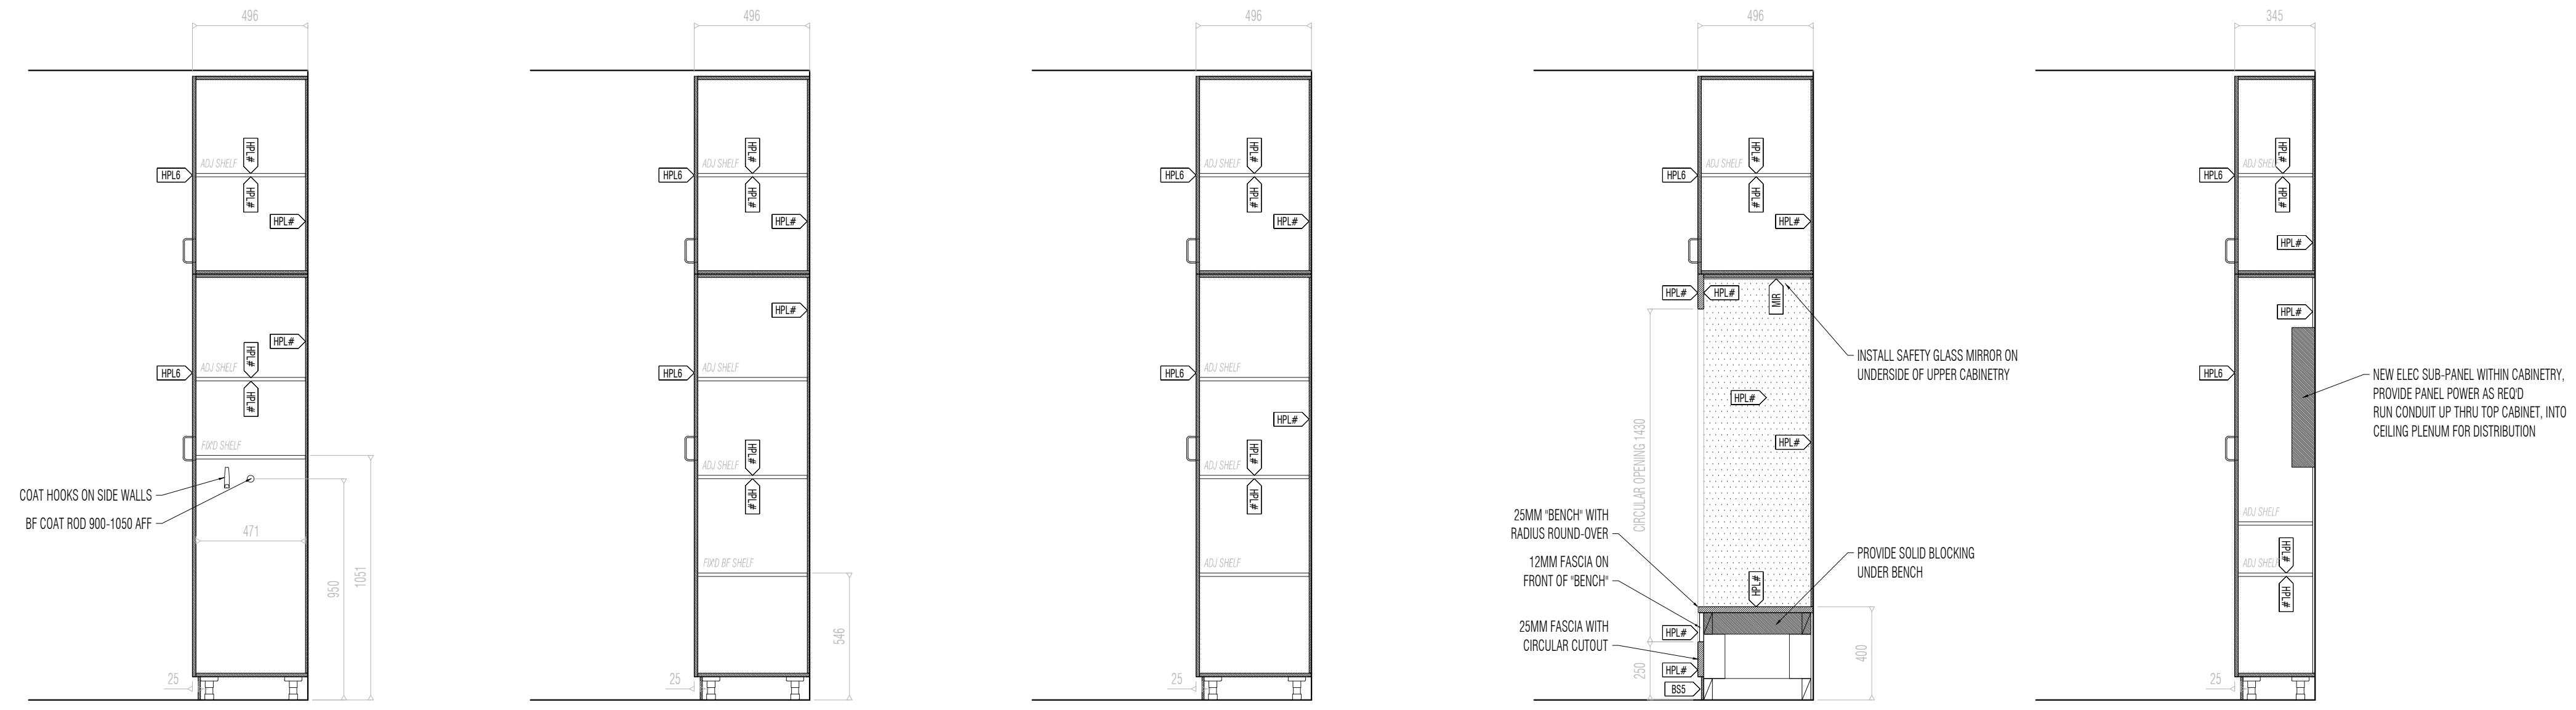 496
ADJ SHELF
HPL#
HPL#
HPL6
HPL#
HPL#
HPL#
ADJ SHELF
HPL#
HPL6
FIX'D SHELF
COAT HOOKS ON SIDE WALLS
BF COAT ROD 900-1050 AFF
471
950
1051
25
496
ADJ SHELF
HPL#
HPL#
HPL6
HPL#
HPL#
ADJ SHELF
HPL6
ADJ SHELF
HPL#
HPL#
FIX'D BF SHELF
546
25
496
ADJ SHELF
HPL#
HPL#
HPL6
HPL#
ADJ SHELF
HPL6
HPL#
ADJ SHELF
HPL#
HPL#
ADJ SHELF
25
496
ADJ SHELF
HPL#
HPL#
HPL6
HPL#
HPL#
HPL#
MIR
INSTALL SAFETY GLASS MIRROR ON
UNDERSIDE OF UPPER CABINETRY
HPL#
HPL#
CIRCULAR OPENING 1430
25MM "BENCH" WITH
RADIUS ROUND-OVER
12MM FASCIA ON
FRONT OF "BENCH"
PROVIDE SOLID BLOCKING
UNDER BENCH
HPL#
25MM FASCIA WITH
CIRCULAR CUTOUT
HPL#
HPL#
BS5
250
400
345
ADJ SHELF
HPL#
HPL#
HPL6
HPL#
HPL#
HPL6
NEW ELEC SUB-PANEL WITHIN CABINETRY,
PROVIDE PANEL POWER AS REQ'D
RUN CONDUIT UP THRU TOP CABINET, INTO
CEILING PLENUM FOR DISTRIBUTION
ADJ SHELF
ADJ SHELF
HPL#
HPL#
25